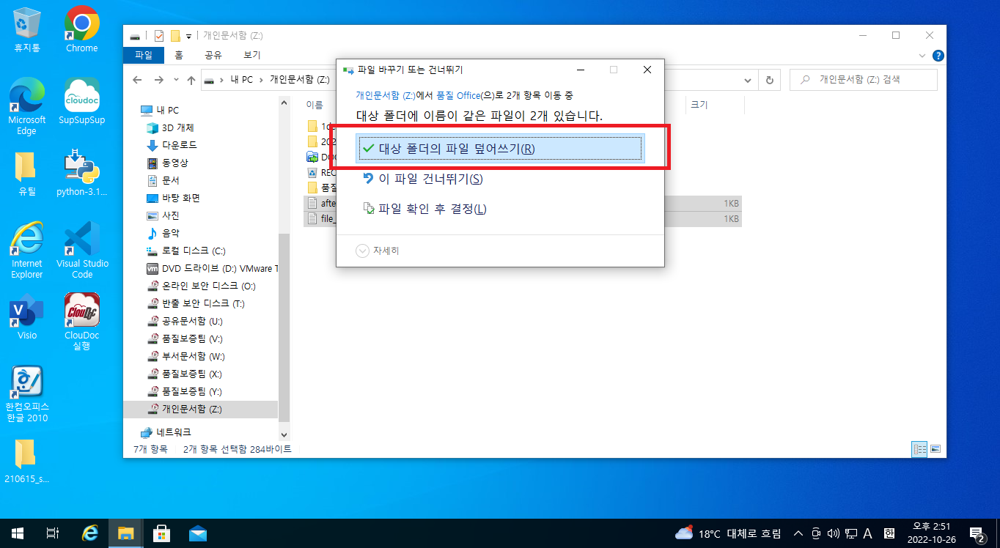 휴지통
Chrome
Microsoft
Edge
cloudoc
SupSupSup
유틸
python-3.1...
Internet
Explorer
Visual Studio
Code
Visio
ClouDoc
ClouDoc
실행
한컴오피스
한글 2010
210615_s...
개인문서함 (Z:)
파일
홈
공유
보기
내 PC
개인문서함 (Z:)
개인문서함 (Z:) 검색
내 PC
3D 개체
다운로드
동영상
문서
바탕 화면
사진
음악
로컬 디스크 (C:)
vm
DVD 드라이브 (D:) VMware T
온라인 보안 디스크 (O:)
반출 보안 디스크 (T:)
공유문서함 (U:)
품질보증팀 (V:)
부서문서함 (W:)
품질보증팀 (X:)
품질보증팀 (Y:)
개인문서함 (Z:)
네트워크
이름
크기
202
DOC
REC
품질
afte
1KB
file_
1KB
파일 바꾸기 또는 건너뛰기
개인문서함 (Z:)에서 품질 Office(으)로 2개 항목 이동 중
대상 폴더에 이름이 같은 파일이 2개 있습니다.
대상 폴더의 파일 덮어쓰기(R)
이 파일 건너뛰기(S)
파일 확인 후 결정(L)
자세히
7개 항목
2개 항목 선택함 284바이트
18°C 대체로 흐림
A
한
오후 2:51
2022-10-26
2